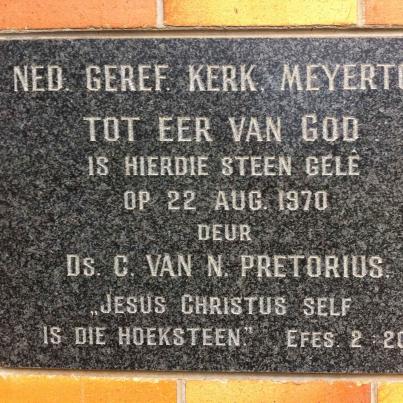 NED. GEREF. KERK, MEYERTO
TOT EER VAN GOD
IS HIERDIE STEEN GELÊ
OP 22 AUG. 1970
DEUR
DS. C. VAN N. PRETORIUS.
„JESUS CHRISTUS SELF
IS DIE HOEKSTEEN." EFES. 2:20